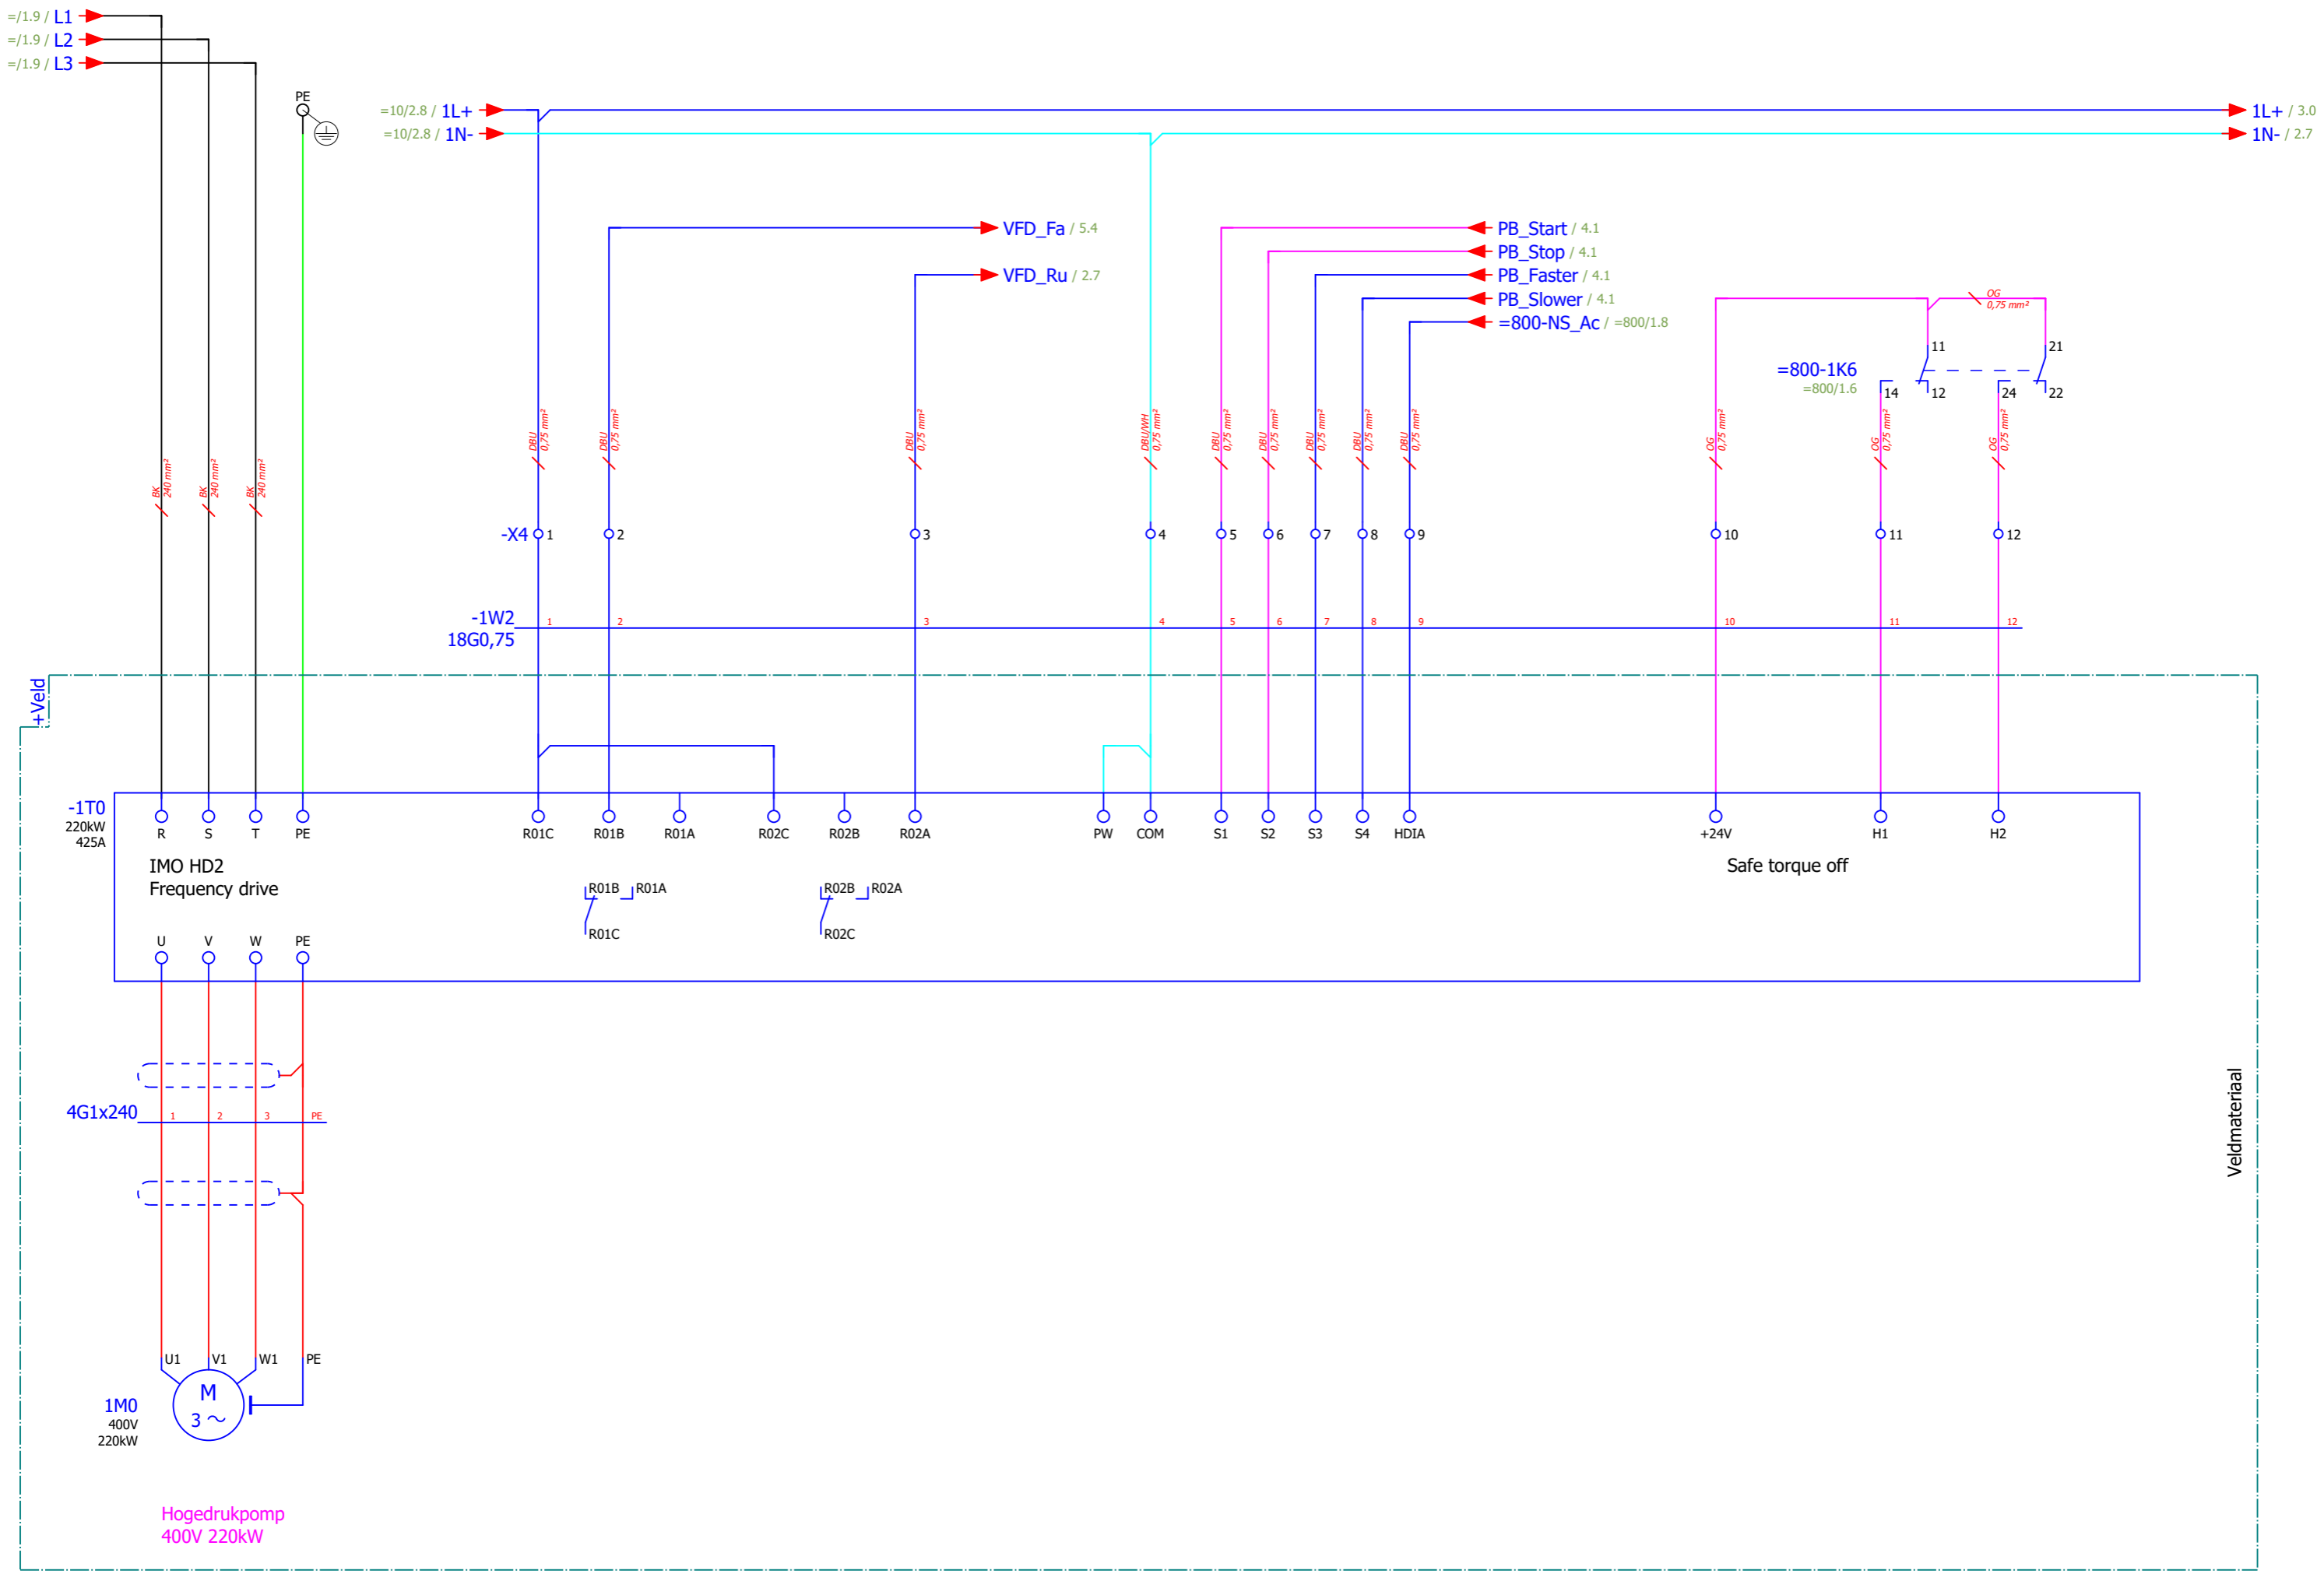 =/1.9 / L1
=/1.9 / L2
=/1.9 / L3
PE
=10/2.8 / 1L+
=10/2.8 / 1N-
1L+ / 3.0
1N- / 2.7
VFD_Fa / 5.4
VFD_Ru / 2.7
PB_Start / 4.1
PB_Stop / 4.1
PB_Faster / 4.1
PB_Slower / 4.1
=800-NS_Ac / =800/1.8
OG
0,75 mm²
=800-1K6
=800/1.6
11
21
14
12
24
22
BK
240 mm²
BK
240 mm²
BK
240 mm²
DBU
0,75 mm²
DBU
0,75 mm²
DBU
0,75 mm²
DBU/WH
0,75 mm²
DBU
0,75 mm²
DBU
0,75 mm²
DBU
0,75 mm²
DBU
0,75 mm²
DBU
0,75 mm²
OG
0,75 mm²
OG
0,75 mm²
OG
0,75 mm²
-X4 1 2 3 4 5 6 7 8 9 10 11 12
-1W2
18G0,75
1 2 3 4 5 6 7 8 9 10 11 12
+Veld
-1T0
220kW
425A
R S T PE R01C R01B R01A R02C R02B R02A PW COM S1 S2 S3 S4 HDIA +24V H1 H2
IMO HD2
Frequency drive
Safe torque off
R01B R01A
R01C
R02B R02A
R02C
U V W PE
4G1x240
1 2 3 PE
Veldmateriaal
U1 V1 W1 PE
1M0
400V
220kW
M
3 ~
Hogedrukpomp
400V 220kW